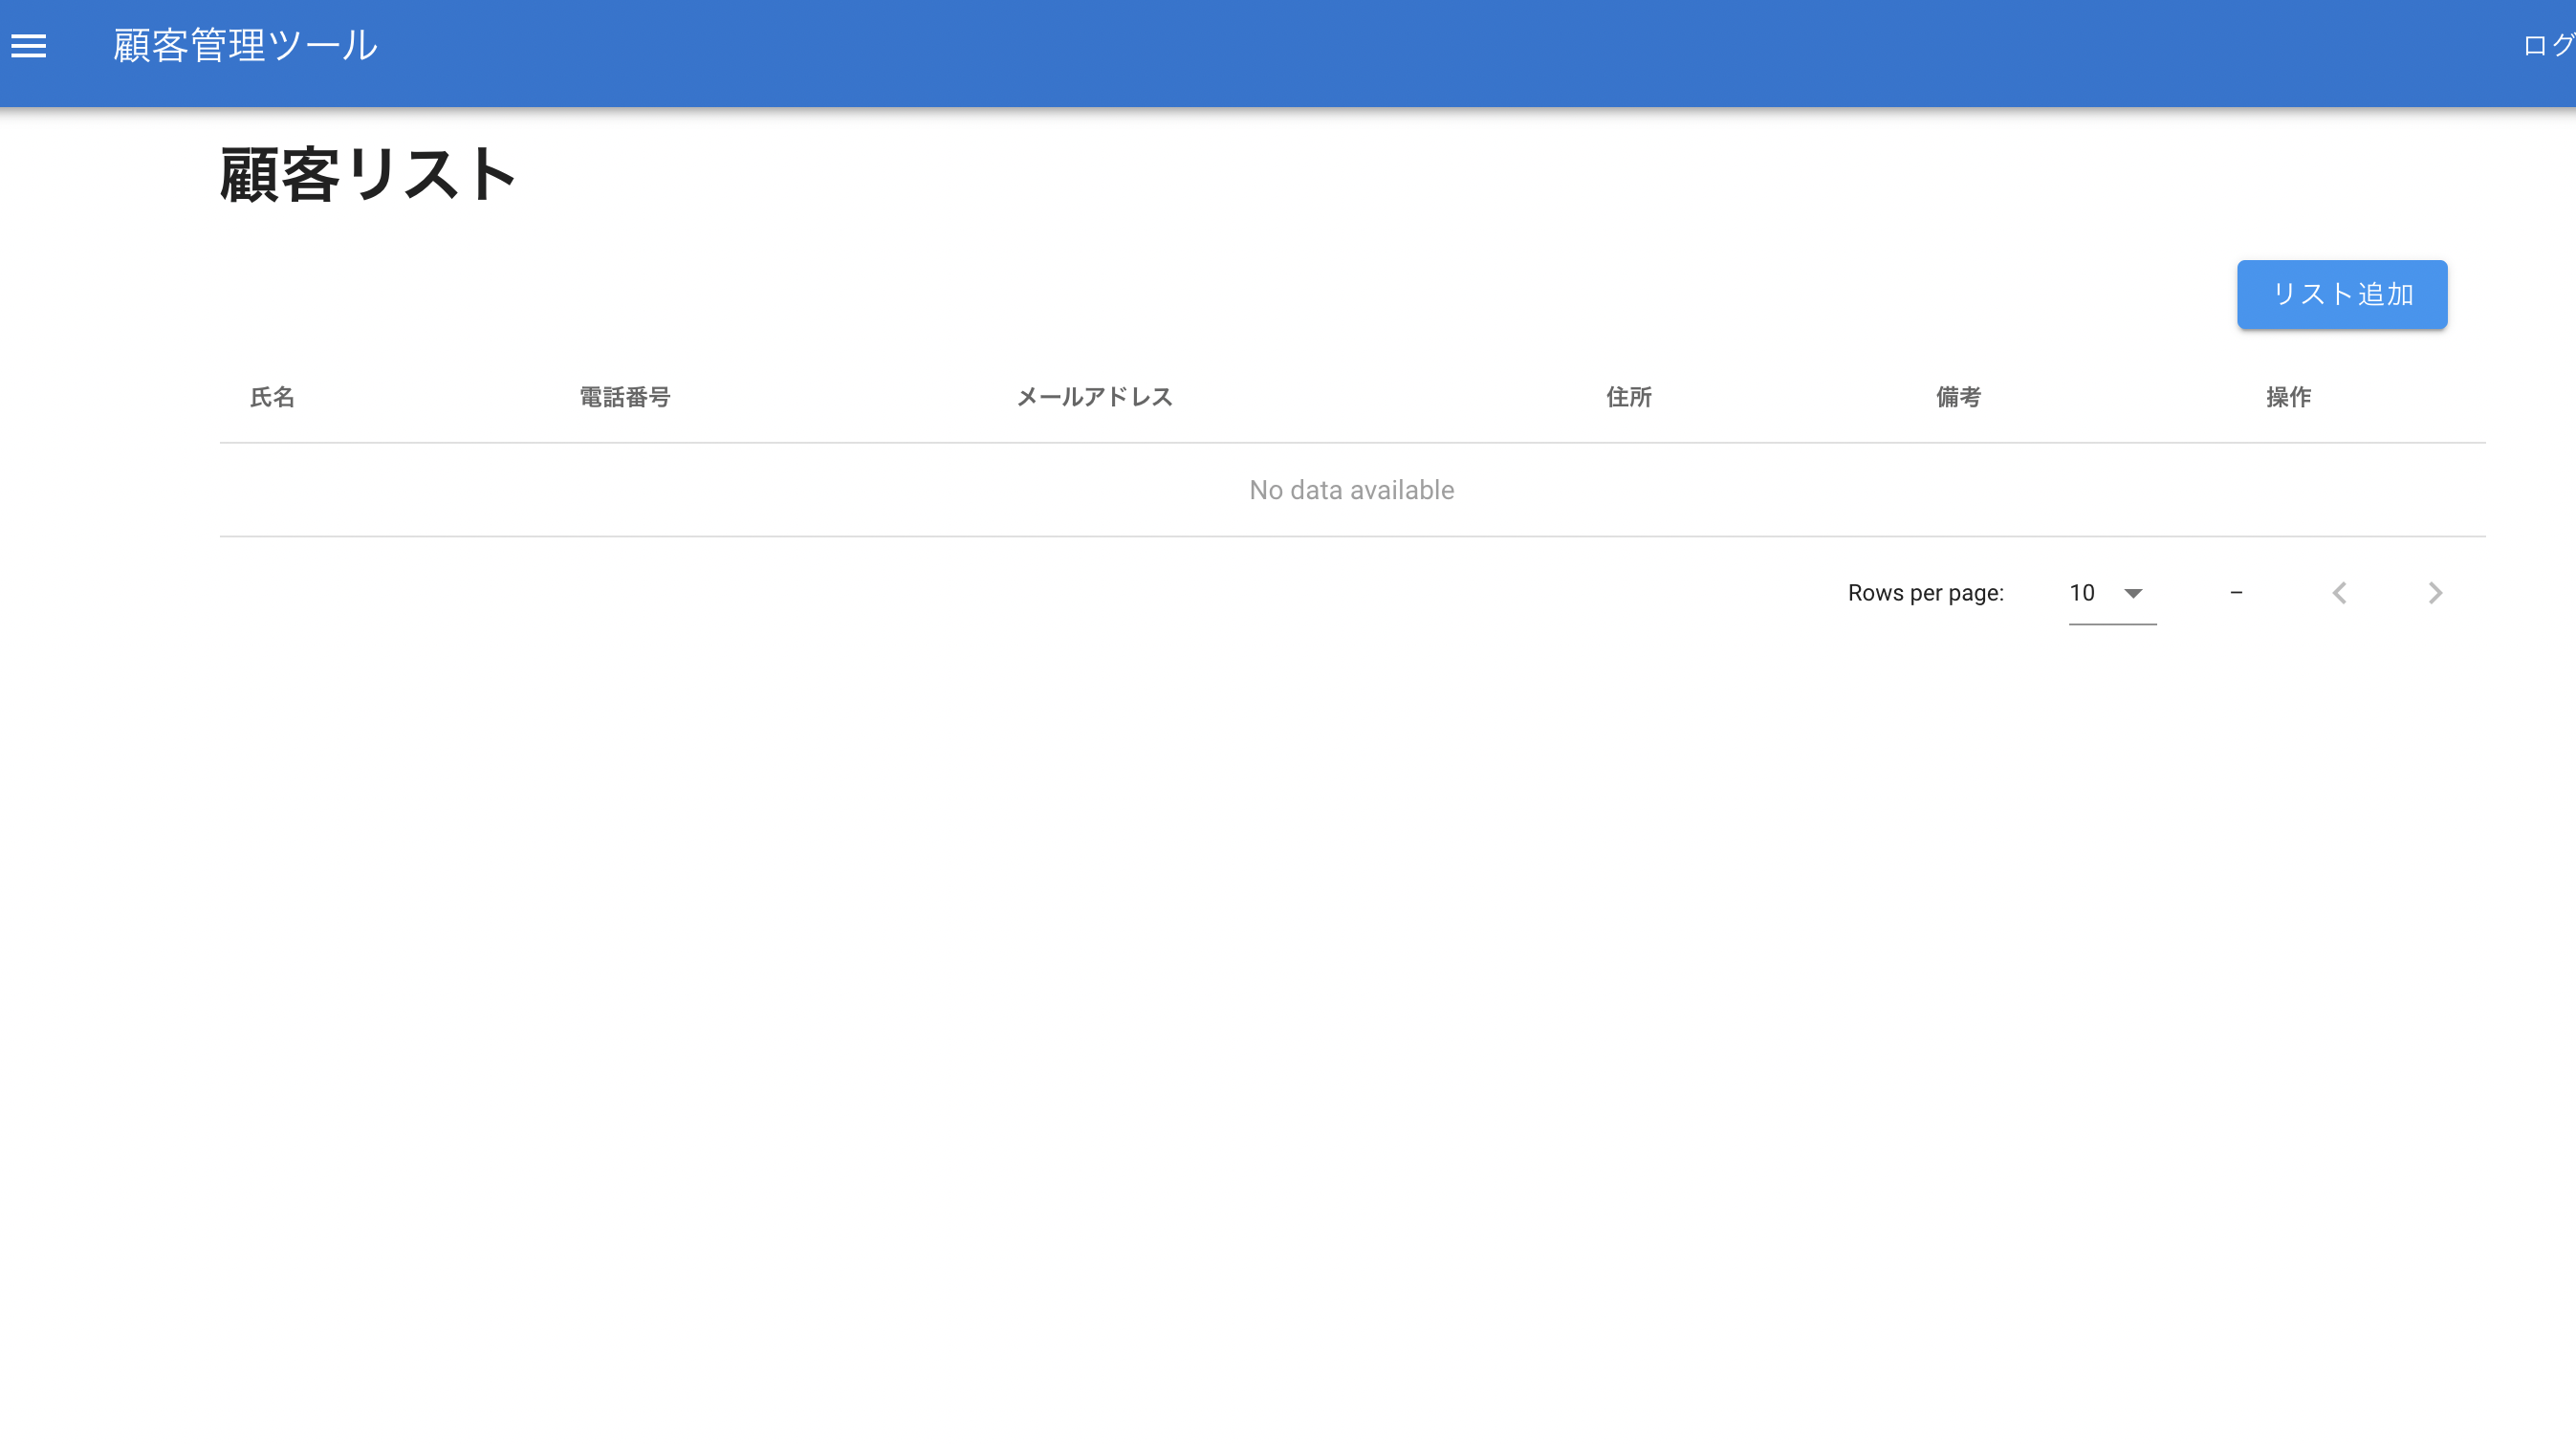 顧客管理ツール
ログ
顧客リスト
リスト追加
氏名 電話番号 メールアドレス 住所 備考 操作
No data available
Rows per page: 10 –